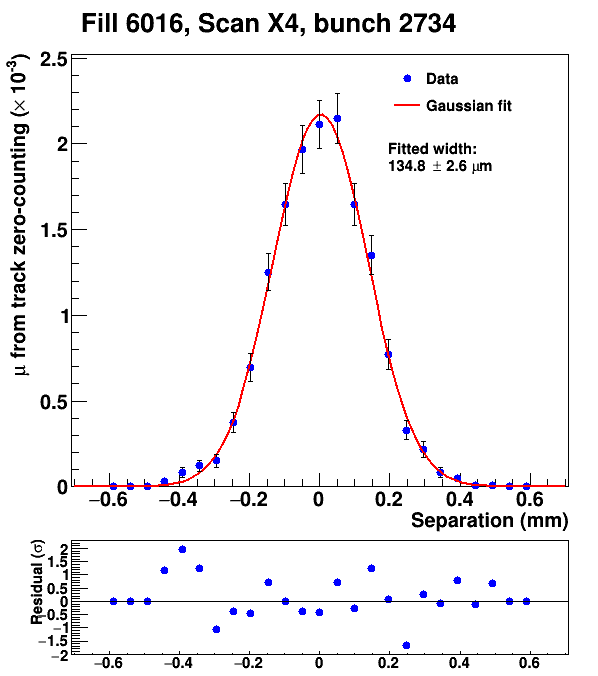 Fill 6016, Scan X4, bunch 2734
μ from track zero-counting (× 10⁻³)
2.5
2
1.5
1
0.5
0
Data
Gaussian fit
Fitted width:
134.8 ± 2.6 μm
−0.6 −0.4 −0.2 0 0.2 0.4 0.6
Separation (mm)
Residual (σ)
2
1.5
1
0.5
0
−0.5
−1
−1.5
−2
−0.6 −0.4 −0.2 0 0.2 0.4 0.6